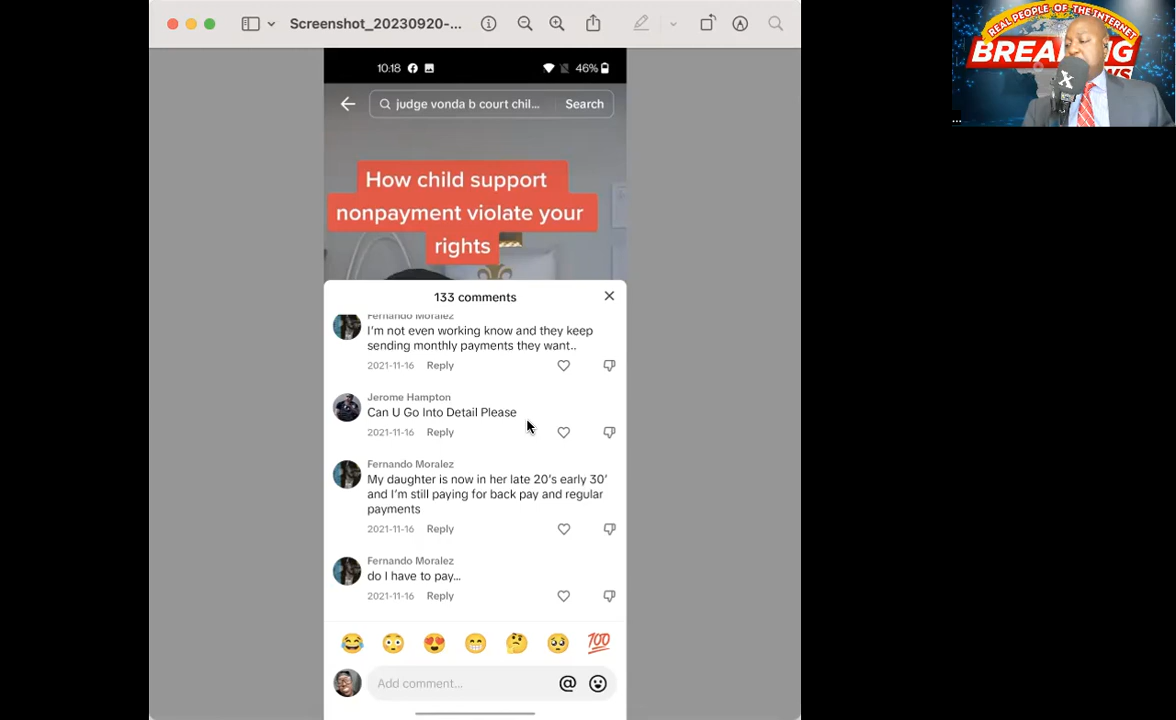 Screenshot_20230920-...
10:18
46%
judge vonda b court chil...
Search
How child support
nonpayment violate your
rights
133 comments
Fernando Moralez
I'm not even working know and they keep
sending monthly payments they want..
2021-11-16 Reply
Jerome Hampton
Can U Go Into Detail Please
2021-11-16 Reply
Fernando Moralez
My daughter is now in her late 20's early 30'
and I'm still paying for back pay and regular
payments
2021-11-16 Reply
Fernando Moralez
do I have to pay...
2021-11-16 Reply
100
Add comment...
@
REAL PEOPLE OF THE INTERNET
X
...